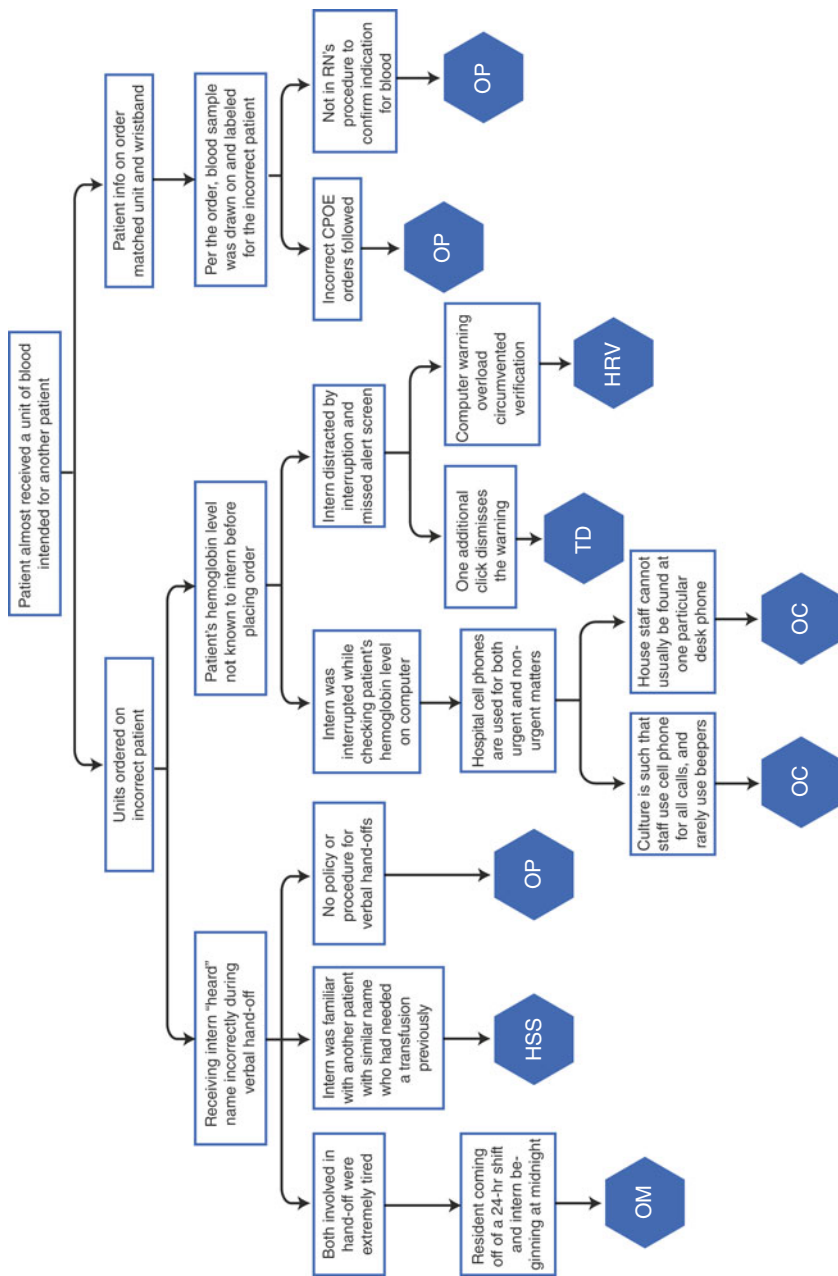 Patient almost received a unit of blood
intended for another patient
Units ordered on
incorrect patient
Patient info on order
matched unit and wristband
Receiving intern “heard”
name incorrectly during
verbal hand-off
Patient's hemoglobin level
not known to intern before
placing order
Per the order, blood sample
was drawn on and labeled
for the incorrect patient
Both involved in
hand-off were
extremely tired
Intern was familiar
with another patient
with similar name
who had needed
a transfusion
previously
No policy or
procedure for
verbal hand-offs
Intern was
interrupted while
checking patient's
hemoglobin level
on computer
Intern distracted by
interruption and
missed alert screen
Incorrect CPOE
orders followed
Not in RN's
procedure to
confirm indication
for blood
Resident coming
off of a 24-hr shift
and intern be-
ginning at midnight
HSS
OP
Hospital cell phones
are used for both
urgent and non-
urgent matters
One additional
click dismisses
the warning
Computer warning
overload
circumvented
verification
OP
OP
OM
Culture is such that
staff use cell phone
for all calls, and
rarely use beepers
House staff cannot
usually be found at
one particular
desk phone
TD
HRV
OC
OC